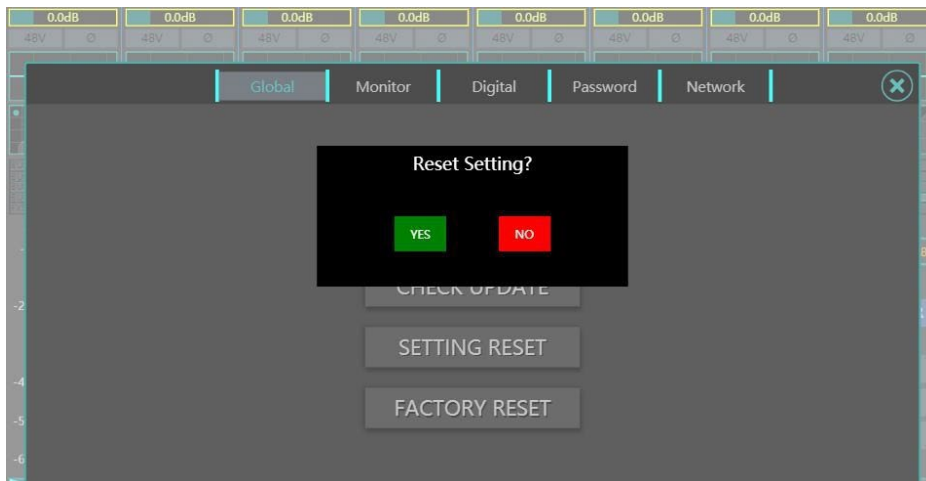 0.0dB 0.0dB 0.0dB 0.0dB 0.0dB 0.0dB 0.0dB 0.0dB
48V Ø 48V Ø 48V Ø 48V Ø 48V Ø 48V Ø 48V Ø 48V Ø
Global Monitor Digital Password Network
Reset Setting?
YES NO
CHECK UPDATE
-2
SETTING RESET
-4
FACTORY RESET
-5
-6